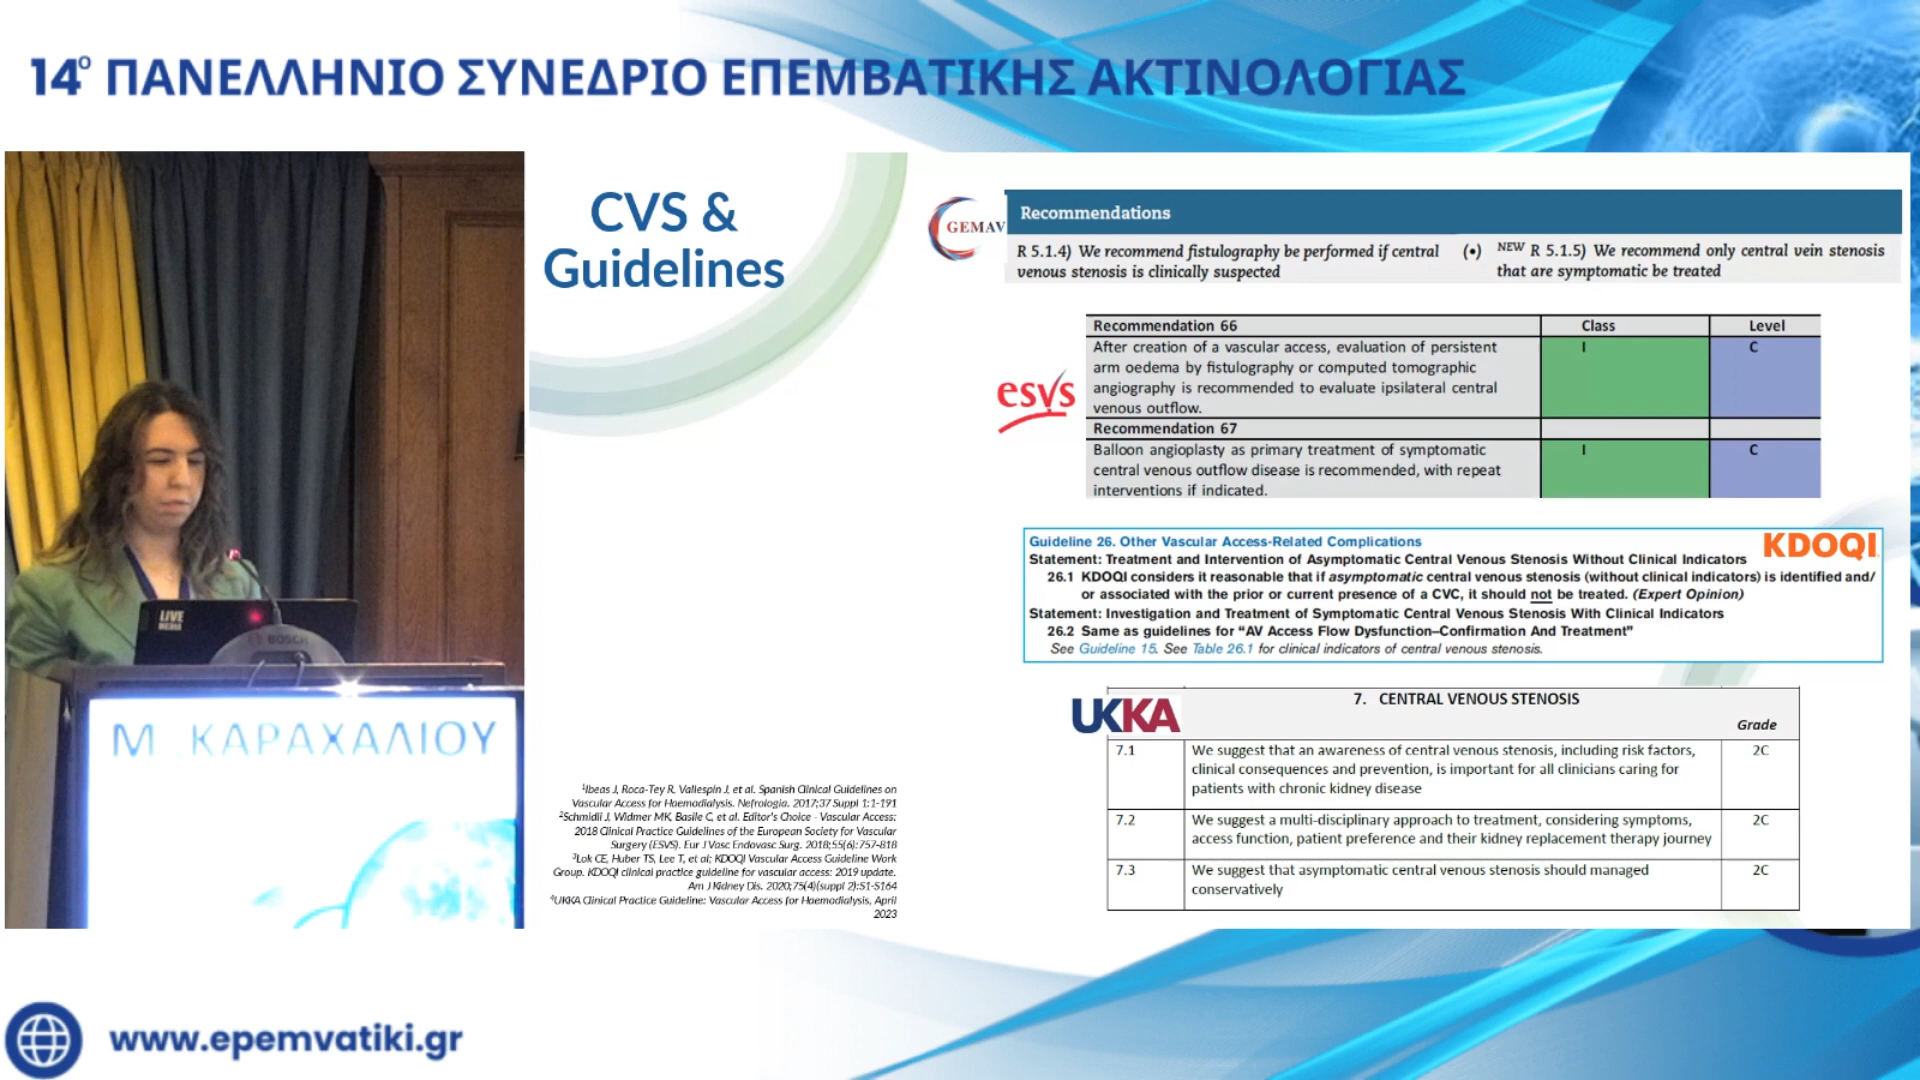 14ο ΠΑΝΕΛΛΗΝΙΟ ΣΥΝΕΔΡΙΟ ΕΠΕΜΒΑΤΙΚΗΣ ΑΚΤΙΝΟΛΟΓΙΑΣ
LIVE
MEDIA
BOSCH
Μ. ΚΑΡΑΧΑΛΙΟΥ
CVS &
Guidelines
GEMAV
Recommendations
R 5.1.4) We recommend fistulography be performed if central
venous stenosis is clinically suspected
(•) NEW R 5.1.5) We recommend only central vein stenosis
that are symptomatic be treated
esvs
Recommendation 66 Class Level
After creation of a vascular access, evaluation of persistent I C
arm oedema by fistulography or computed tomographic
angiography is recommended to evaluate ipsilateral central
venous outflow.
Recommendation 67
Balloon angioplasty as primary treatment of symptomatic I C
central venous outflow disease is recommended, with repeat
interventions if indicated.
KDOQI
Guideline 26. Other Vascular Access-Related Complications
Statement: Treatment and Intervention of Asymptomatic Central Venous Stenosis Without Clinical Indicators
26.1 KDOQI considers it reasonable that if asymptomatic central venous stenosis (without clinical indicators) is identified and/
or associated with the prior or current presence of a CVC, it should not be treated. (Expert Opinion)
Statement: Investigation and Treatment of Symptomatic Central Venous Stenosis With Clinical Indicators
26.2 Same as guidelines for “AV Access Flow Dysfunction–Confirmation And Treatment”
See Guideline 15. See Table 26.1 for clinical indicators of central venous stenosis.
UKKA
7. CENTRAL VENOUS STENOSIS
Grade
7.1 We suggest that an awareness of central venous stenosis, including risk factors, 2C
clinical consequences and prevention, is important for all clinicians caring for
patients with chronic kidney disease
7.2 We suggest a multi-disciplinary approach to treatment, considering symptoms, 2C
access function, patient preference and their kidney replacement therapy journey
7.3 We suggest that asymptomatic central venous stenosis should managed 2C
conservatively
1Ibeas J, Roca-Tey R, Vallespín J, et al. Spanish Clinical Guidelines on
Vascular Access for Haemodialysis. Nefrologia. 2017;37 Suppl 1:1-191
2Schmidli J, Widmer MK, Basile C, et al. Editor's Choice - Vascular Access:
2018 Clinical Practice Guidelines of the European Society for Vascular
Surgery (ESVS). Eur J Vasc Endovasc Surg. 2018;55(6):757-818
3Lok CE, Huber TS, Lee T, et al; KDOQI Vascular Access Guideline Work
Group. KDOQI clinical practice guideline for vascular access: 2019 update.
Am J Kidney Dis. 2020;75(4)(suppl 2):S1-S164
4UKKA Clinical Practice Guideline: Vascular Access for Haemodialysis, April
2023
www.epemvatiki.gr